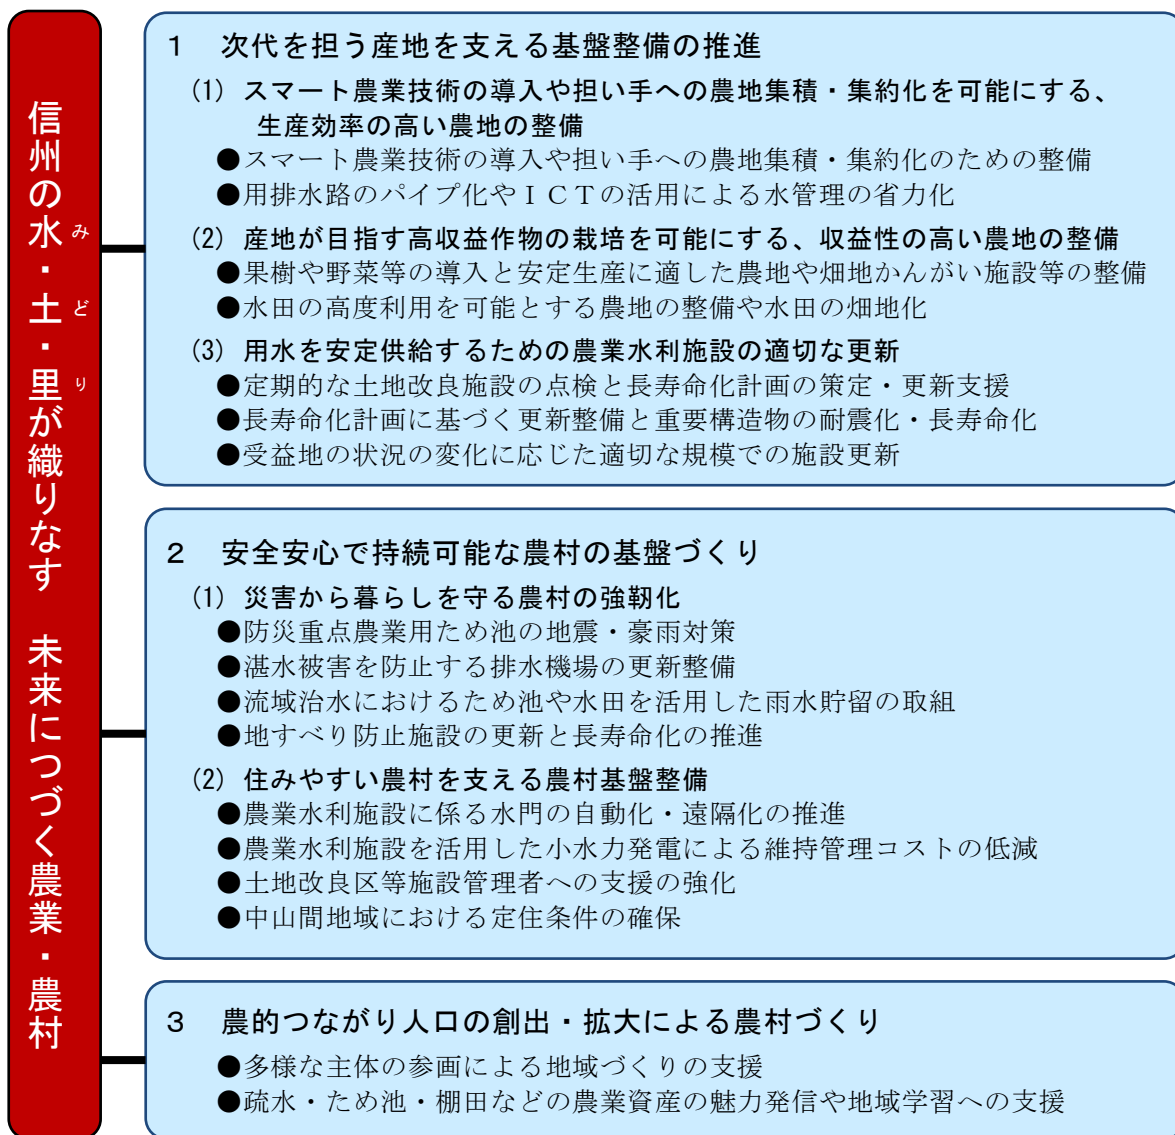 信州の水・土・里が織りなす　未来につづく農業・農村
み
ど
り
１　次代を担う産地を支える基盤整備の推進
(1) スマート農業技術の導入や担い手への農地集積・集約化を可能にする、
生産効率の高い農地の整備
●スマート農業技術の導入や担い手への農地集積・集約化のための整備
●用排水路のパイプ化やＩＣＴの活用による水管理の省力化
(2) 産地が目指す高収益作物の栽培を可能にする、収益性の高い農地の整備
●果樹や野菜等の導入と安定生産に適した農地や畑地かんがい施設等の整備
●水田の高度利用を可能とする農地の整備や水田の畑地化
(3) 用水を安定供給するための農業水利施設の適切な更新
●定期的な土地改良施設の点検と長寿命化計画の策定・更新支援
●長寿命化計画に基づく更新整備と重要構造物の耐震化・長寿命化
●受益地の状況の変化に応じた適切な規模での施設更新
２　安全安心で持続可能な農村の基盤づくり
(1) 災害から暮らしを守る農村の強靭化
●防災重点農業用ため池の地震・豪雨対策
●湛水被害を防止する排水機場の更新整備
●流域治水におけるため池や水田を活用した雨水貯留の取組
●地すべり防止施設の更新と長寿命化の推進
(2) 住みやすい農村を支える農村基盤整備
●農業水利施設に係る水門の自動化・遠隔化の推進
●農業水利施設を活用した小水力発電による維持管理コストの低減
●土地改良区等施設管理者への支援の強化
●中山間地域における定住条件の確保
３　農的つながり人口の創出・拡大による農村づくり
●多様な主体の参画による地域づくりの支援
●疏水・ため池・棚田などの農業資産の魅力発信や地域学習への支援